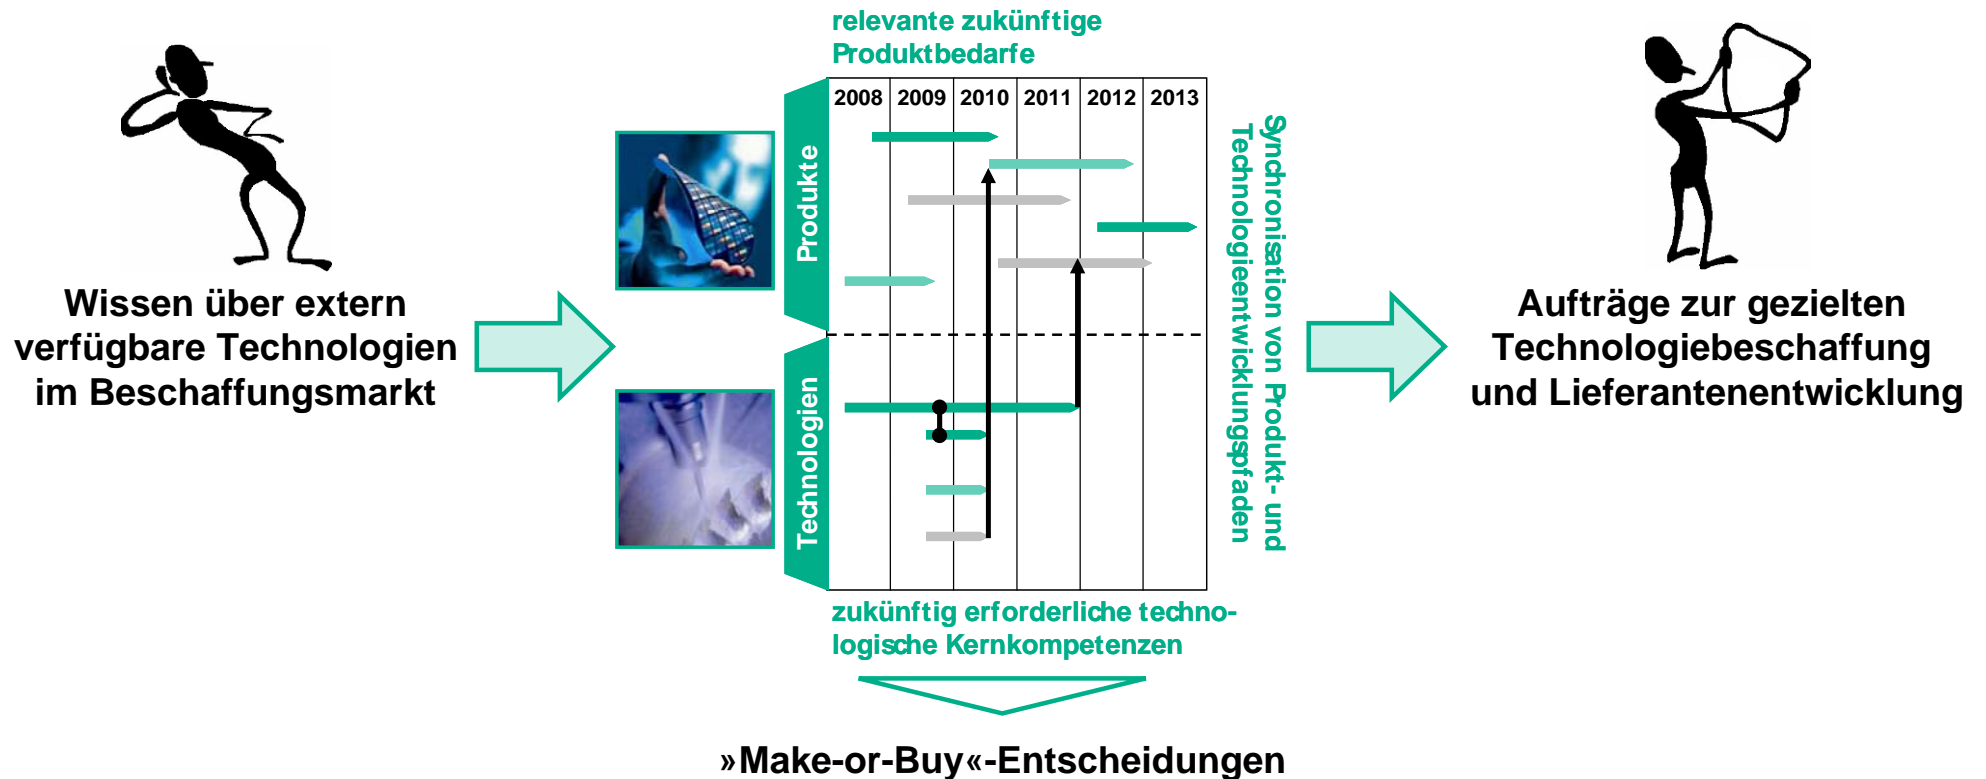 relevante zukünftige
Produktbedarfe
2008 2009 2010 2011 2012 2013
Produkte
Technologien
Synchronisation von Produkt- und
Technologieentwicklungspfaden
Wissen über extern
verfügbare Technologien
im Beschaffungsmarkt
Aufträge zur gezielten
Technologiebeschaffung
und Lieferantenentwicklung
zukünftig erforderliche techno-
logische Kernkompetenzen
»Make-or-Buy«-Entscheidungen